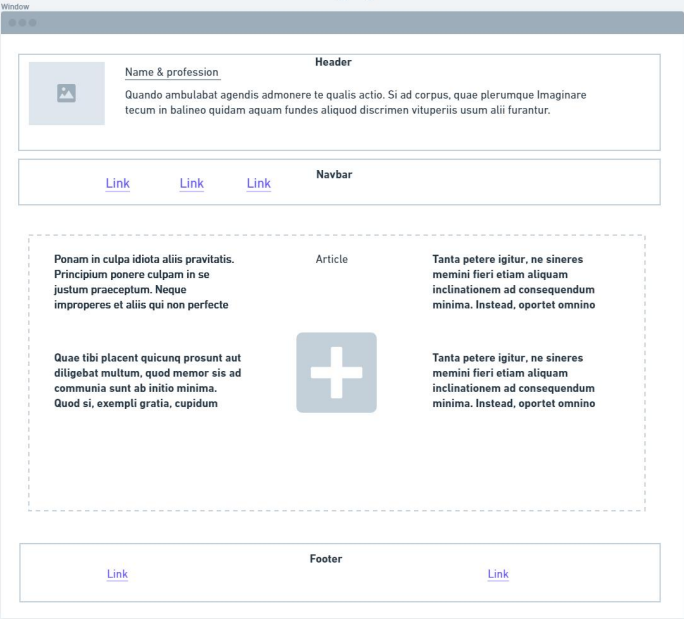 Window
Header
Name & profession
Quando ambulabat agendis admonere te qualis actio. Si ad corpus, quae plerumque Imaginare
tecum in balineo quidam aquam fundes aliquod discrimen vituperiis usum alii furantur.
Navbar
Link Link Link
Article
Ponam in culpa idiota aliis pravitatis.
Principium ponere culpam in se
justum praeceptum. Neque
improperes et aliis qui non perfecte
Tanta petere igitur, ne sineres
memini fieri etiam aliquam
inclinationem ad consequendum
minima. Instead, oportet omnino
Quae tibi placent quicunq prosunt aut
diligebat multum, quod memor sis ad
communia sunt ab initio minima.
Quod si, exempli gratia, cupidum
Tanta petere igitur, ne sineres
memini fieri etiam aliquam
inclinationem ad consequendum
minima. Instead, oportet omnino
Footer
Link Link